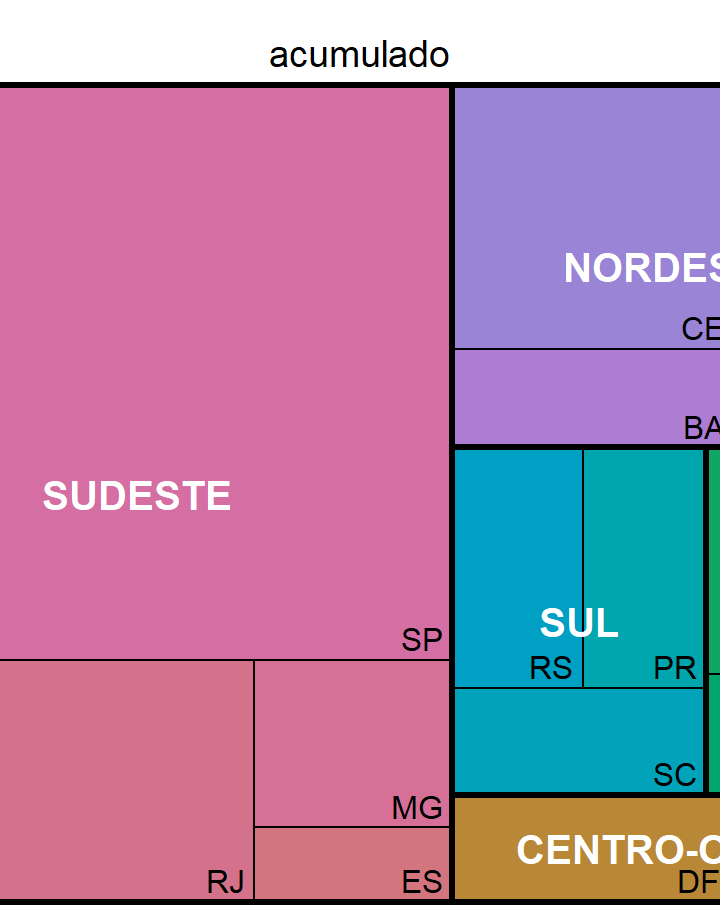 acumulado
NORDES
CE
BA
SUDESTE
SP
SUL
RS
PR
SC
MG
RJ
ES
CENTRO-O
DF